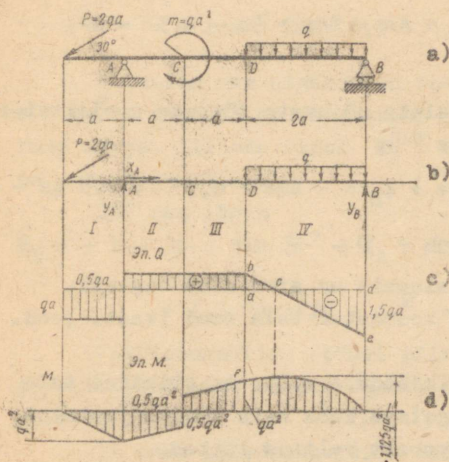 P=2qa m=qa² q
30° A C D B a)
a a a 2a
P=2qa X_A q
A C D B b)
Y_A Y_B
I II III IV
Эп. Q
0,5qa ⊕ b c d c)
qa a ⊖ 1,5qa
e
Эп. M.
M 0,5qa² F d)
qa² 0,5qa² qa² 1,125qa²